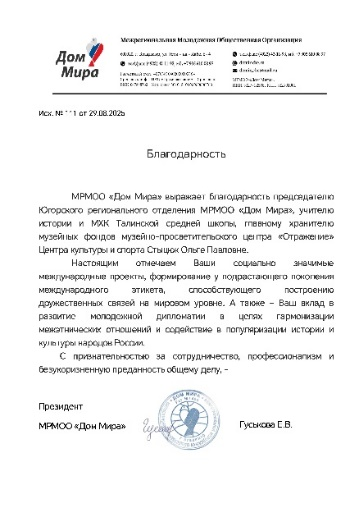 Дом
Мира
Межрегиональная Молодежная Общественная Организация
Исх. № 111 от 29.08.2025
Благодарность
МРМОО «Дом Мира» выражает благодарность председателю
Югорского регионального отделения МРМОО «Дом Мира», учителю
истории и МХК Талинской средней школы, главному хранителю
музейных фондов музейно-просветительского центра «Отражение»
Центра культуры и спорта Стыцюк Ольге Павловне.
Настоящим отмечаем Ваши социально значимые
международные проекты, формирование у подрастающего поколения
международного этикета, способствующего построению
дружественных связей на мировом уровне. А также – Ваш вклад в
развитие молодежной дипломатии в целях гармонизации
межэтнических отношений и содействие в популяризации истории и
культуры народов России.
С признательностью за сотрудничество, профессионализм и
безукоризненную преданность общему делу, –
Президент
МРМОО «Дом Мира»
Гуськова Е.В.